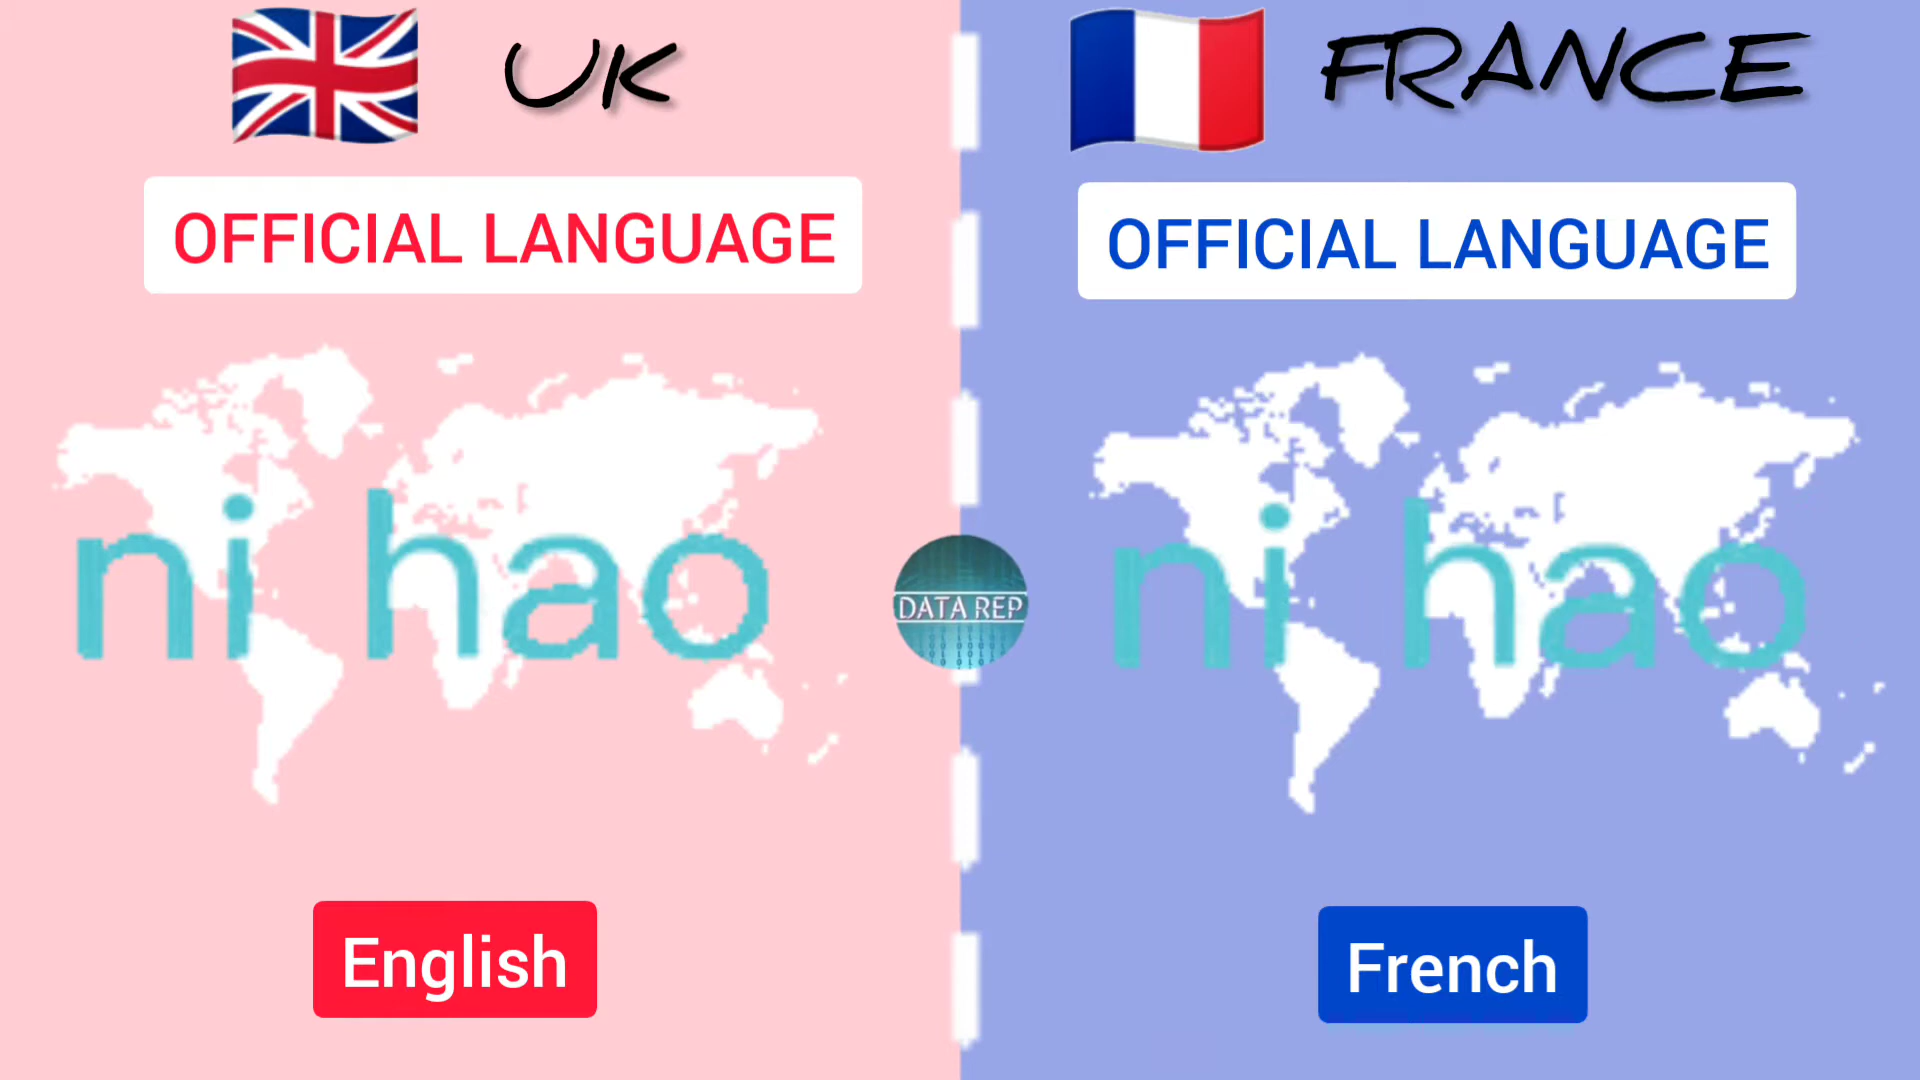 UK
OFFICIAL LANGUAGE
ni hao
English
DATA REP
FRANCE
OFFICIAL LANGUAGE
ni hao
French